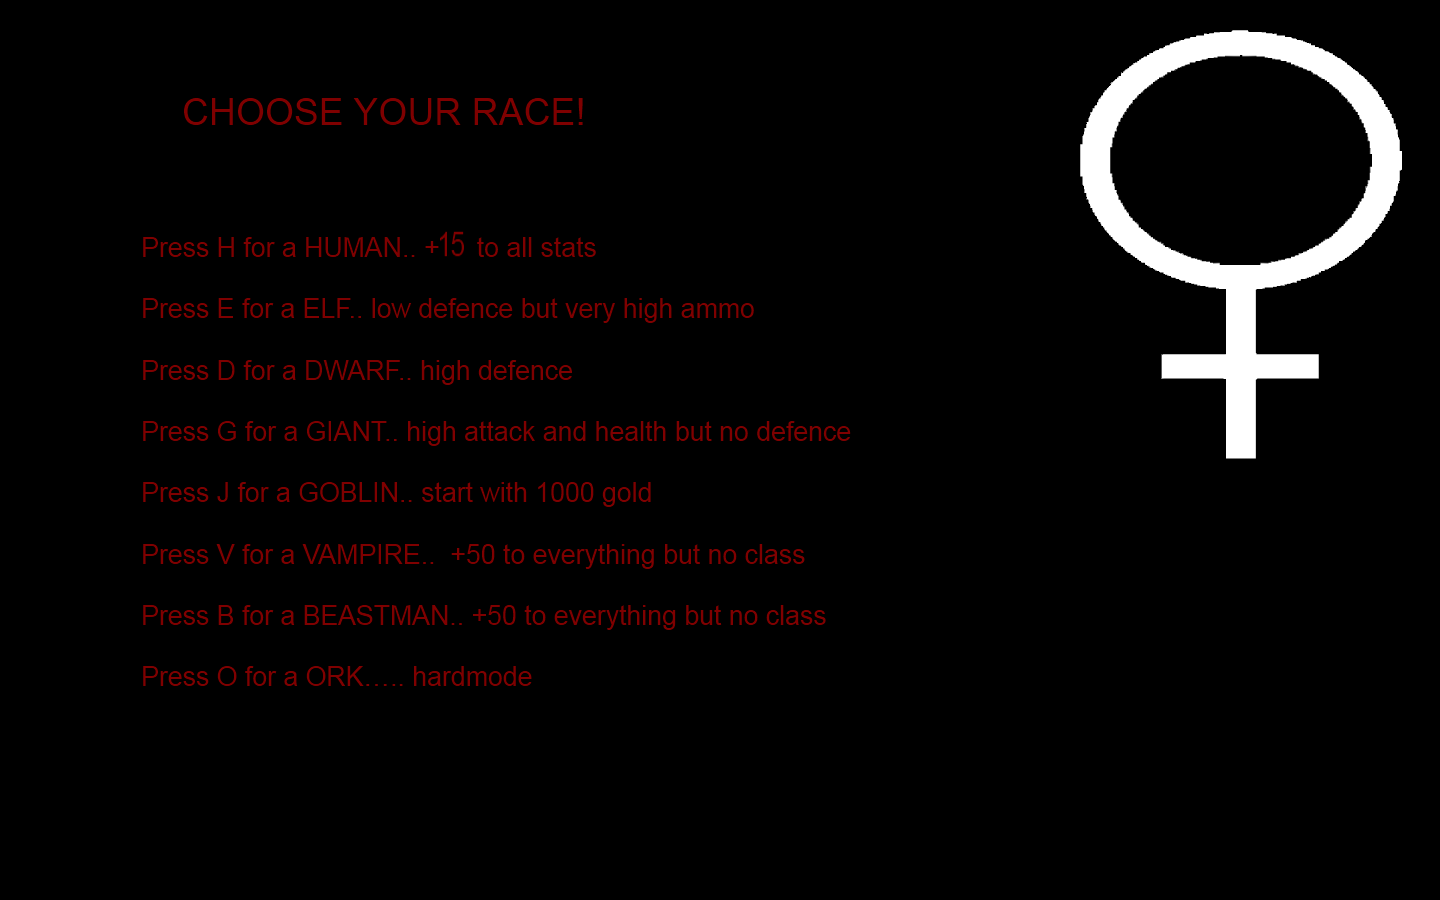 CHOOSE YOUR RACE!
Press H for a HUMAN.. +15 to all stats
Press E for a ELF.. low defence but very high ammo
Press D for a DWARF.. high defence
Press G for a GIANT.. high attack and health but no defence
Press J for a GOBLIN.. start with 1000 gold
Press V for a VAMPIRE..  +50 to everything but no class
Press B for a BEASTMAN.. +50 to everything but no class
Press O for a ORK….. hardmode